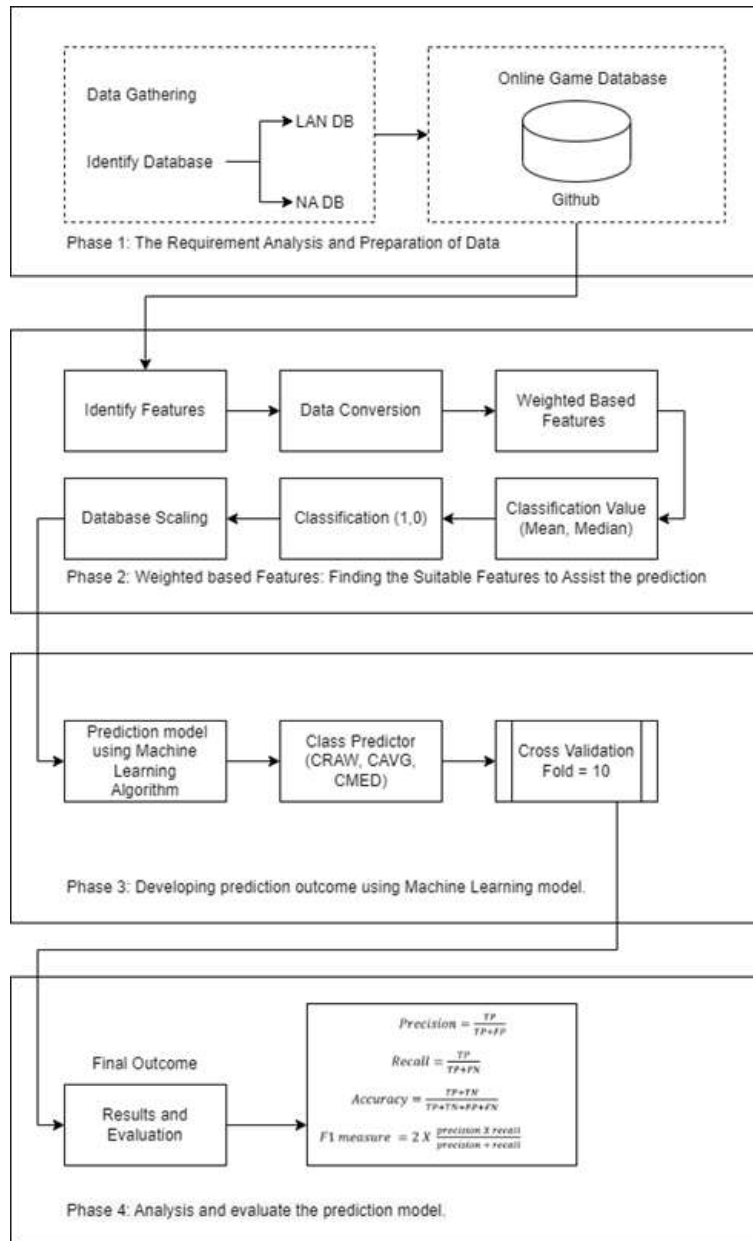 Data Gathering
Identify Database
LAN DB
NA DB
Online Game Database
Github
Phase 1: The Requirement Analysis and Preparation of Data
Identify Features
Data Conversion
Weighted Based
Features
Classification Value
(Mean, Median)
Classification (1,0)
Database Scaling
Phase 2: Weighted based Features: Finding the Suitable Features to Assist the prediction
Prediction model
using Machine
Learning
Algorithm
Class Predictor
(CRAW, CAVG,
CMED)
Cross Validation
Fold = 10
Phase 3: Developing prediction outcome using Machine Learning model.
Final Outcome
Results and
Evaluation
Precision = TP / TP+FP
Recall = TP / TP+FN
Accuracy = TP+TN / TP+TN+FP+FN
F1 measure = 2 X precision X recall / precision + recall
Phase 4: Analysis and evaluate the prediction model.